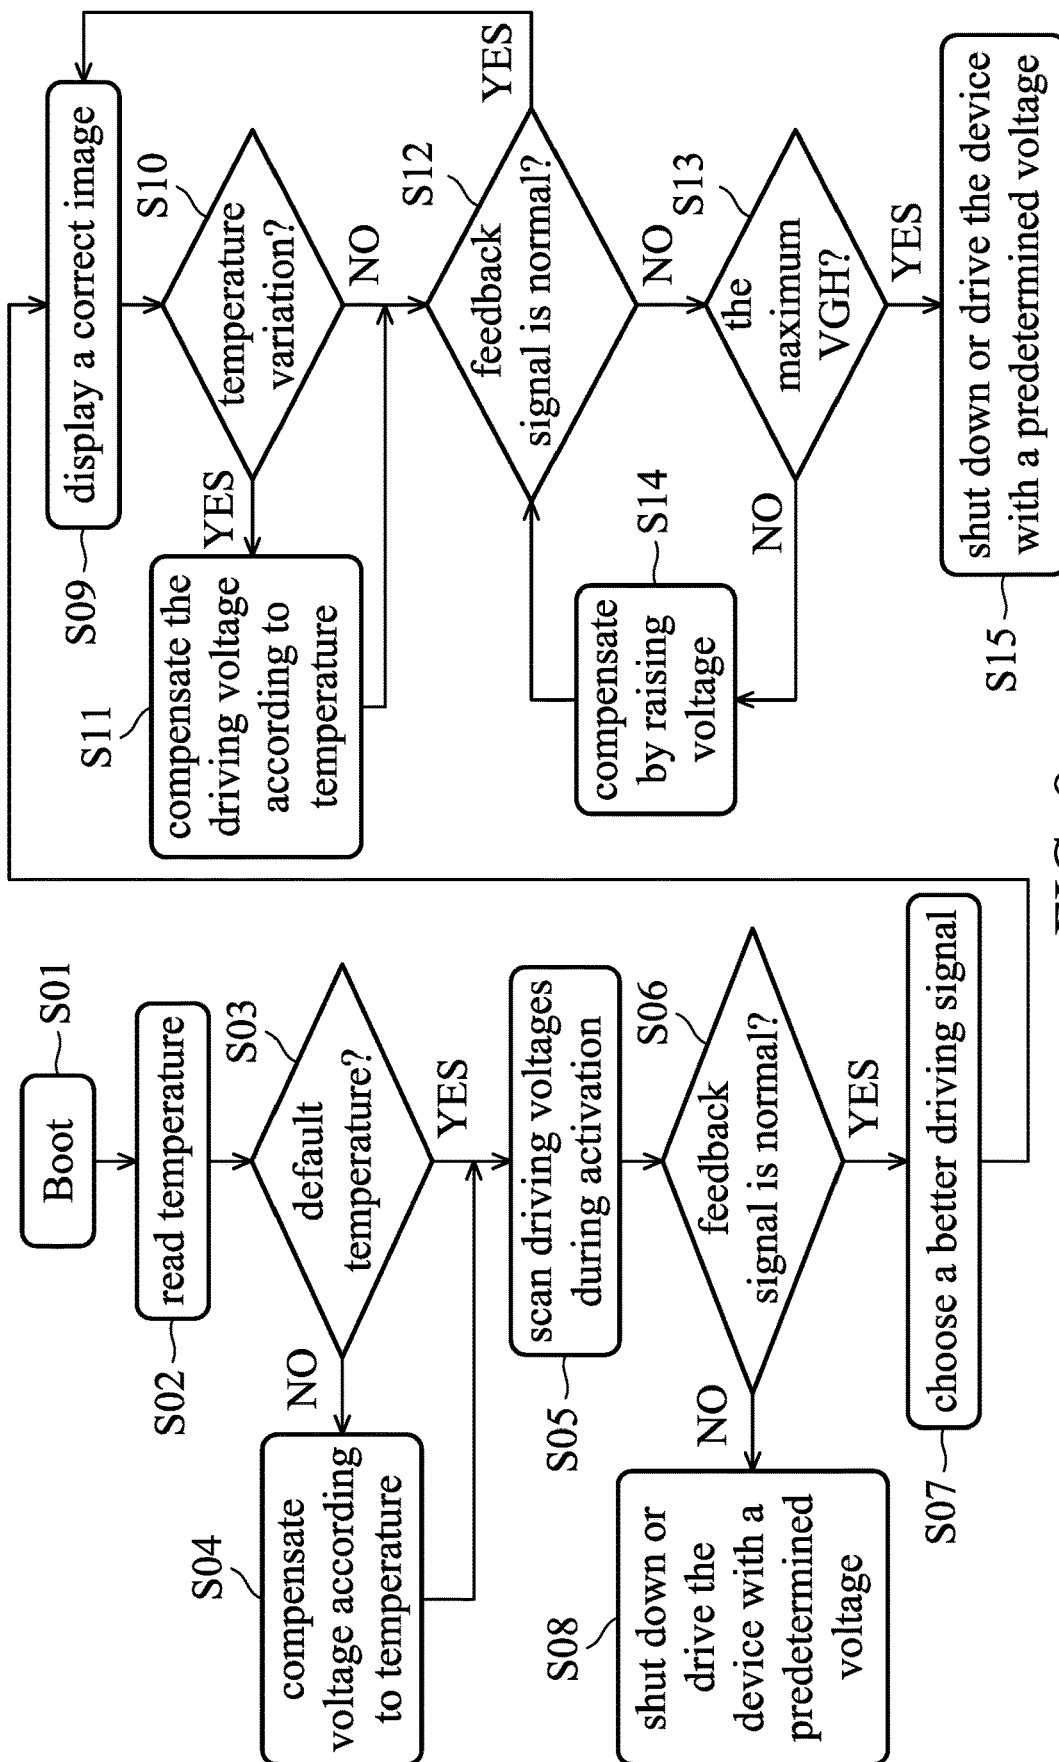 Boot
S01
read temperature
S02
default
temperature?
S03
NO
YES
compensate
voltage according
to temperature
S04
scan driving voltages
during activation
S05
feedback
signal is normal?
S06
NO
YES
shut down or
drive the
device with a
predetermined
voltage
S08
choose a better driving signal
S07
display a correct image
S09
temperature
variation?
S10
YES
NO
compensate the
driving voltage
according to
temperature
S11
feedback
signal is normal?
S12
YES
NO
the
maximum
VGH?
S13
NO
YES
compensate
by raising
voltage
S14
shut down or drive the device
with a predetermined voltage
S15